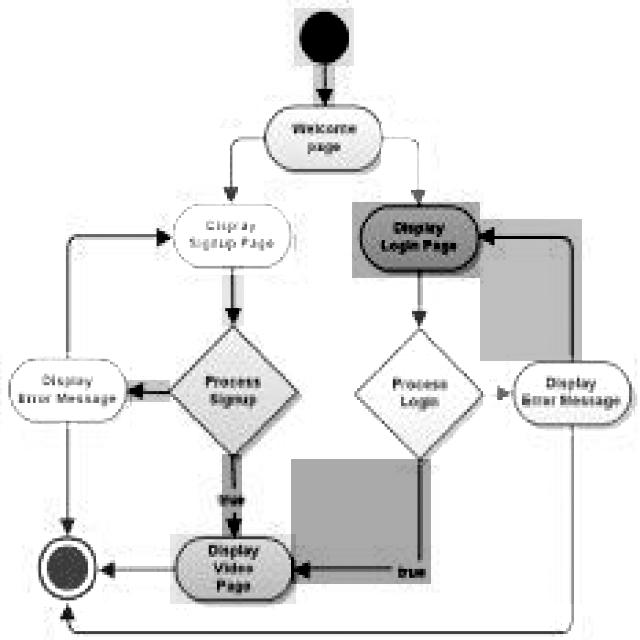 Welcome
page
Display
Signup Page
Display
Login Page
Display
Error Message
Process
Signup
Process
Login
Display
Error Message
true
Display
Video
Page
true